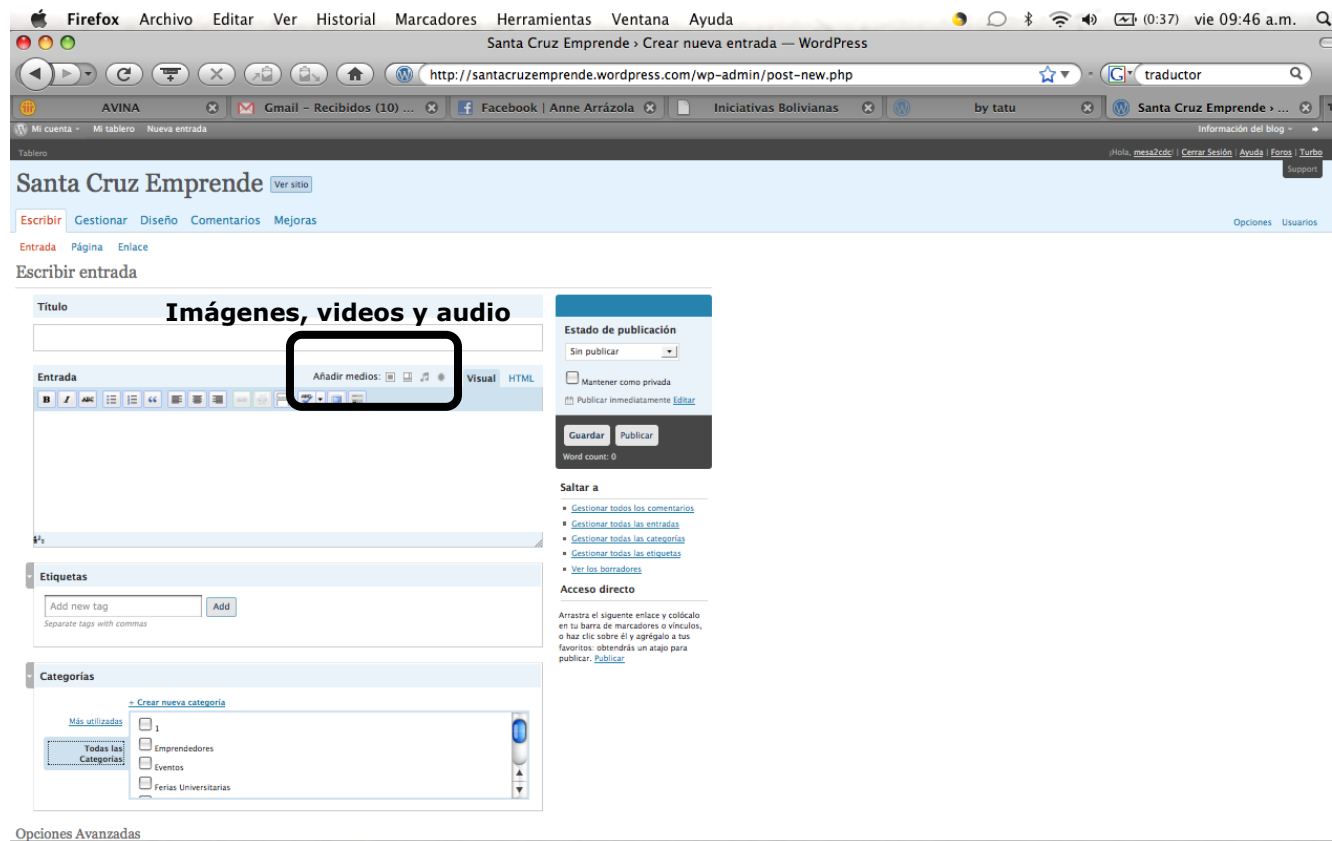 Firefox Archivo Editar Ver Historial Marcadores Herramientas Ventana Ayuda (0:37) vie 09:46 a.m.
Santa Cruz Emprende › Crear nueva entrada — WordPress
http://santacruzemprende.wordpress.com/wp-admin/post-new.php
traductor
AVINA Gmail – Recibidos (10) ... Facebook | Anne Arrázola Iniciativas Bolivianas by tatu Santa Cruz Emprende › ...
Mi cuenta Mi tablero Nueva entrada Información del blog
Tablero ¡Hola, mesa2cdc! | Cerrar Sesión | Ayuda | Foros | Turbo
Support
Santa Cruz Emprende Ver sitio
Escribir Gestionar Diseño Comentarios Mejoras Opciones Usuarios
Entrada Página Enlace
Escribir entrada
Título
Imágenes, videos y audio
Entrada Añadir medios: Visual HTML
B I ABC
Etiquetas
Add new tag Add
Separate tags with commas
Categorías
+ Crear nueva categoría
Más utilizadas
Todas las
Categorías
1
Emprendedores
Eventos
Ferias Universitarias
Opciones Avanzadas
Estado de publicación
Sin publicar
Mantener como privada
Publicar inmediatamente Editar
Guardar Publicar
Word count: 0
Saltar a
Gestionar todos los comentarios
Gestionar todas las entradas
Gestionar todas las categorías
Gestionar todas las etiquetas
Ver los borradores
Acceso directo
Arrastra el siguente enlace y colócalo
en tu barra de marcadores o vínculos,
o haz clic sobre él y agrégalo a tus
favoritos: obtendrás un atajo para
publicar. Publicar